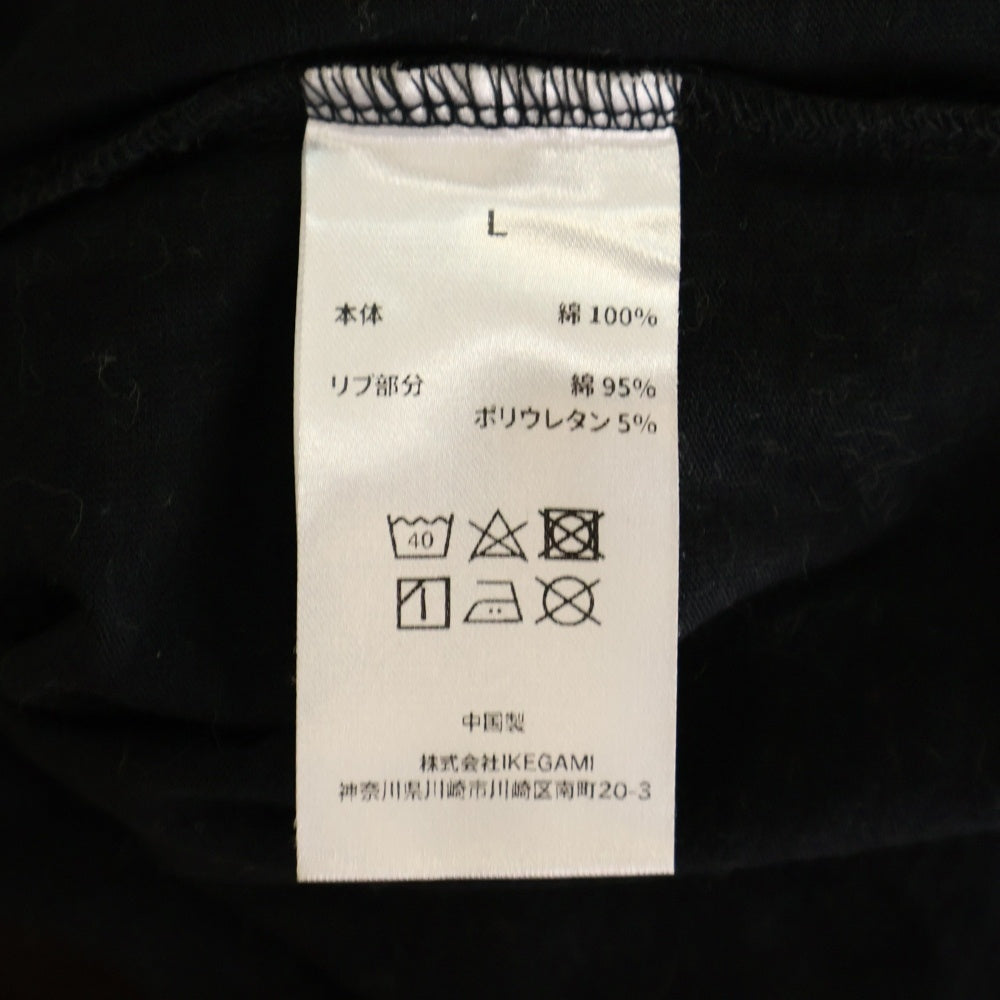 L
本体 綿 100%
リブ部分 綿 95%
ポリウレタン 5%
40
中国製
株式会社IKEGAMI
神奈川県川崎市川崎区南町20-3